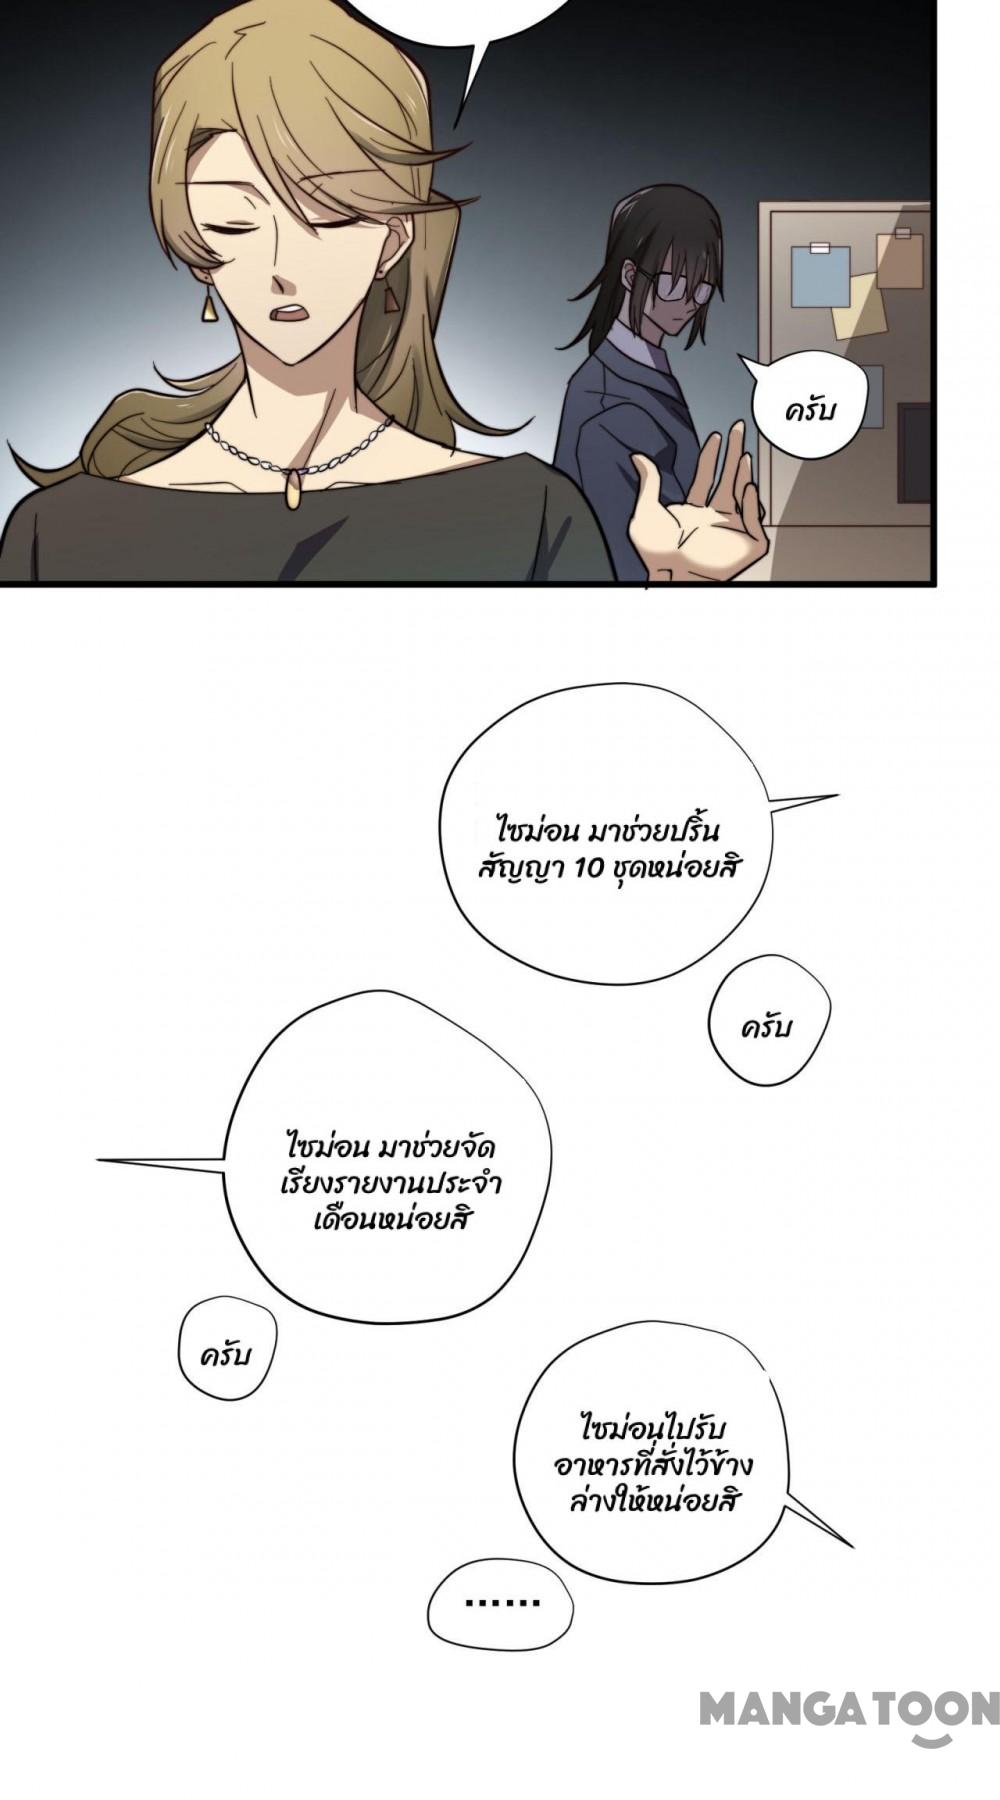 ครับ
ไซม่อน มาช่วยปริ้น
สัญญา 10 ชุดหน่อยสิ
ครับ
ไซม่อน มาช่วยจัด
เรียงรายงานประจำ
เดือนหน่อยสิ
ครับ
ไซม่อนไปรับ
อาหารที่สั่งไว้ข้าง
ล่างให้หน่อยสิ
......
MANGATOON